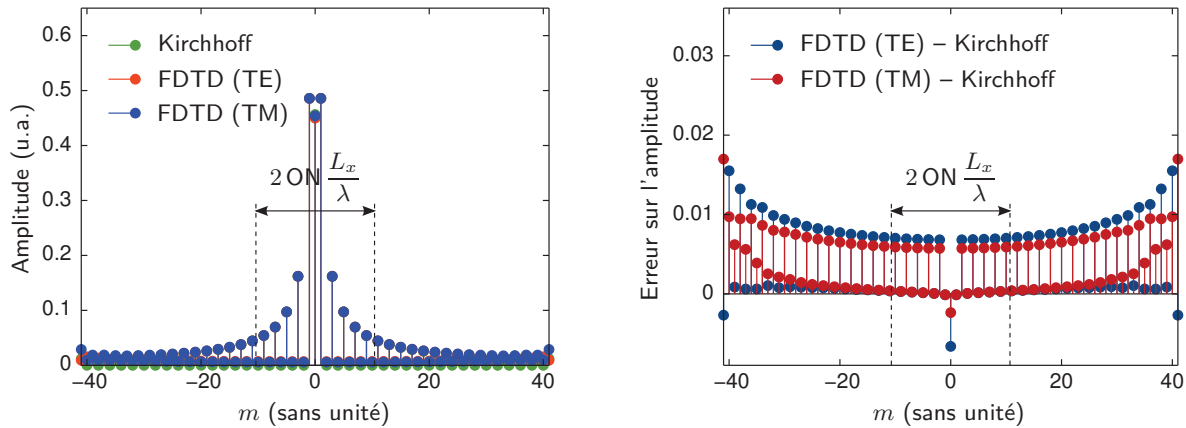 Kirchhoff
FDTD (TE)
FDTD (TM)
2 ON L_x/λ
Amplitude (u.a.)
0.6
0.5
0.4
0.3
0.2
0.1
0
−40
−20
0
20
40
m (sans unité)
FDTD (TE) – Kirchhoff
FDTD (TM) – Kirchhoff
2 ON L_x/λ
Erreur sur l'amplitude
0.03
0.02
0.01
0
−40
−20
0
20
40
m (sans unité)